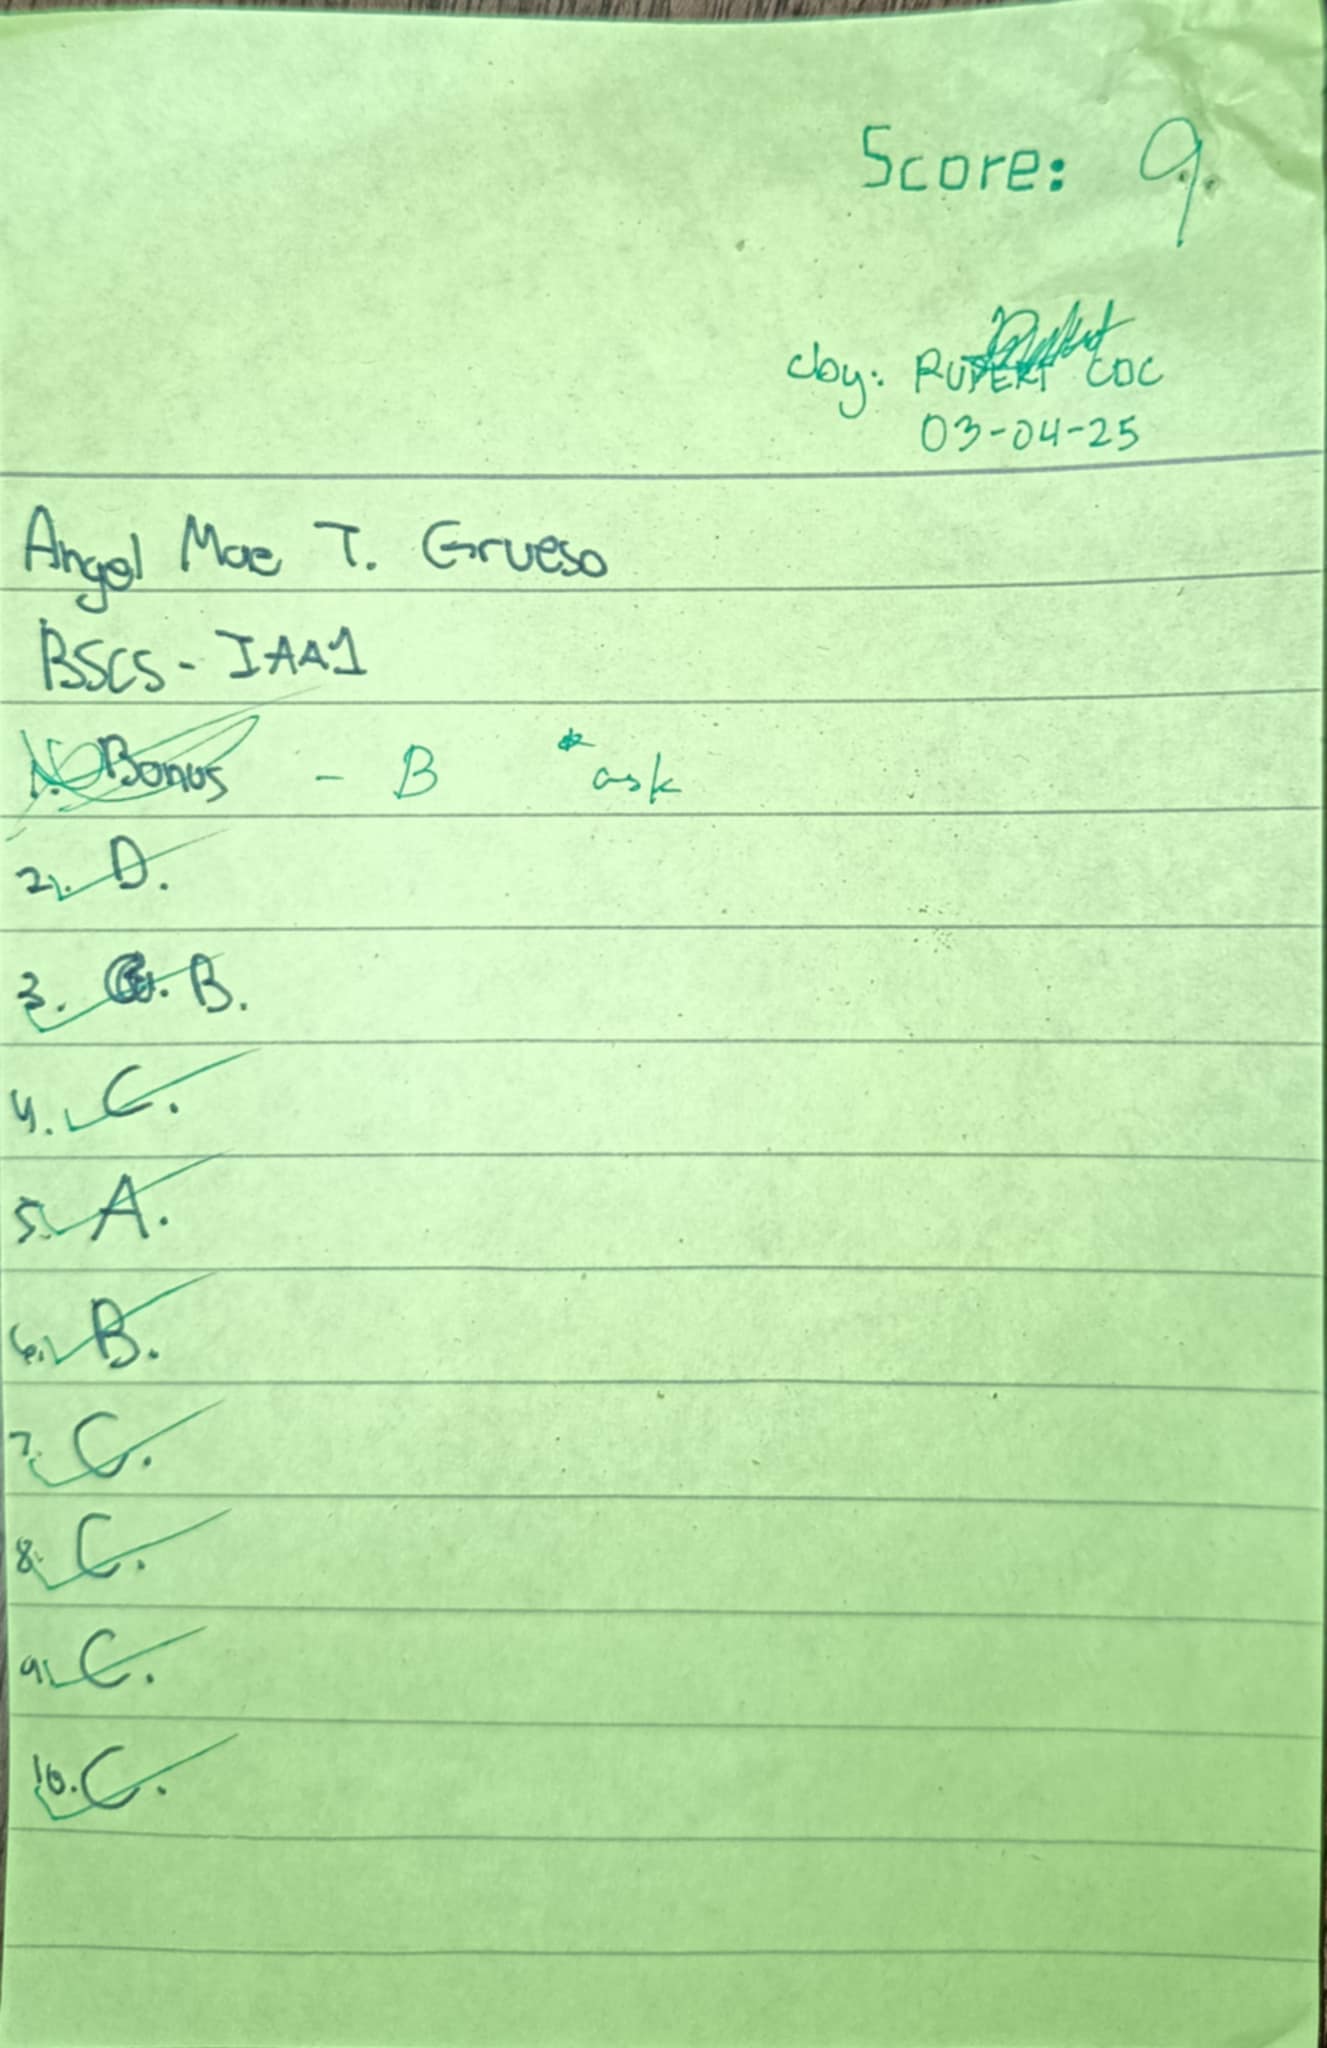 Score: 9
cby: RUPERT CDC
03-04-25
Angel Mae T. Grueso
BSCS - IAA1
1. Bonus - B *ask
2. D.
3. B.
4. C.
5. A.
6. B.
7. C.
8. C.
9. C.
10. C.